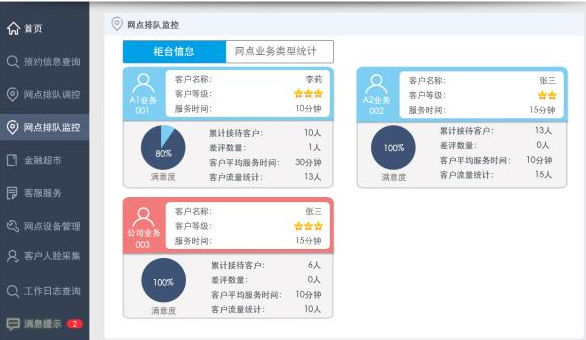 首页
预约信息查询
网点排队调控
网点排队监控
金融超市
客服服务
网点设备管理
客户人脸采集
工作日志查询
消息提示 2
网点排队监控
柜台信息 网点业务类型统计
A1业务
001
客户名称: 李莉
客户等级:
服务时间: 10分钟
80%
满意度
累计接待客户: 10人
差评数量: 1人
客户平均服务时间: 30分钟
客户流量统计: 13人
A2业务
002
客户名称: 张三
客户等级:
服务时间: 15分钟
100%
满意度
累计接待客户: 13人
差评数量: 0人
客户平均服务时间: 10分钟
客户流量统计: 15人
公司业务
003
客户名称: 张三
客户等级:
服务时间: 15分钟
100%
满意度
累计接待客户: 6人
差评数量: 0人
客户平均服务时间: 10分钟
客户流量统计: 10人